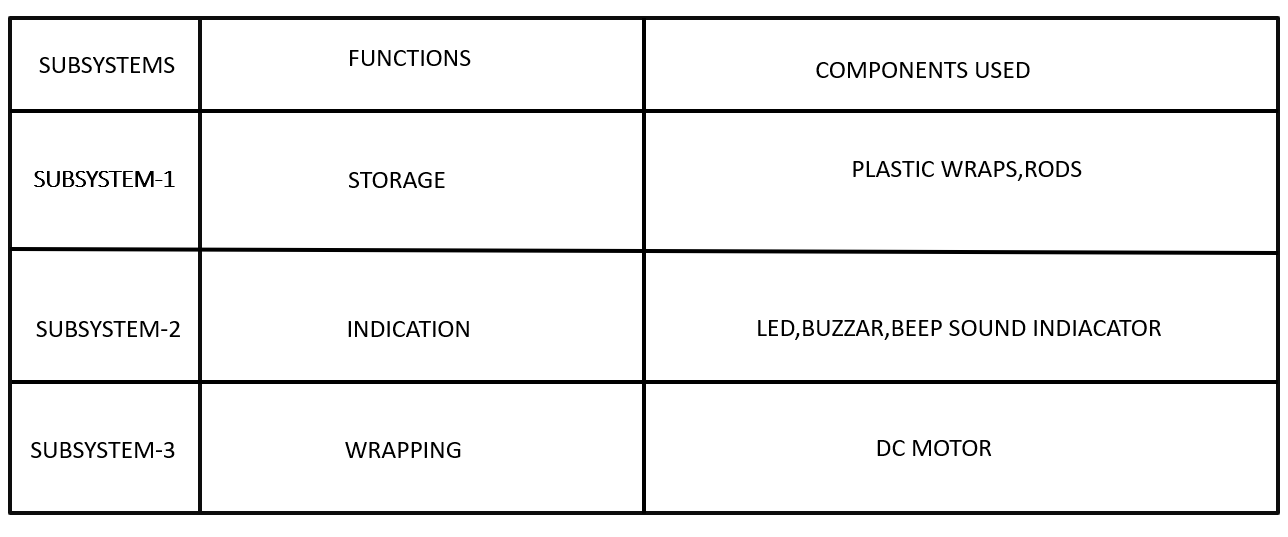 SUBSYSTEMS
FUNCTIONS
COMPONENTS USED
SUBSYSTEM-1
STORAGE
PLASTIC WRAPS,RODS
SUBSYSTEM-2
INDICATION
LED,BUZZAR,BEEP SOUND INDIACATOR
SUBSYSTEM-3
WRAPPING
DC MOTOR